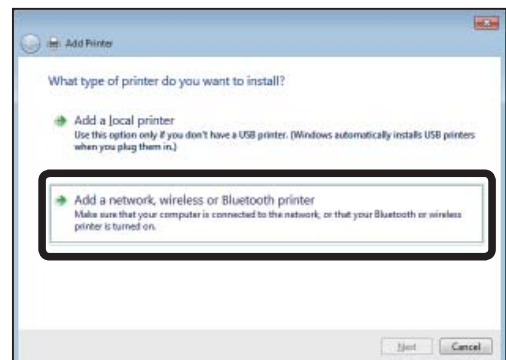 Add Printer
What type of printer do you want to install?
Add a local printer
Use this option only if you don't have a USB printer. (Windows automatically installs USB printers
when you plug them in.)
Add a network, wireless or Bluetooth printer
Make sure that your computer is connected to the network, or that your Bluetooth or wireless
printer is turned on.
Next Cancel